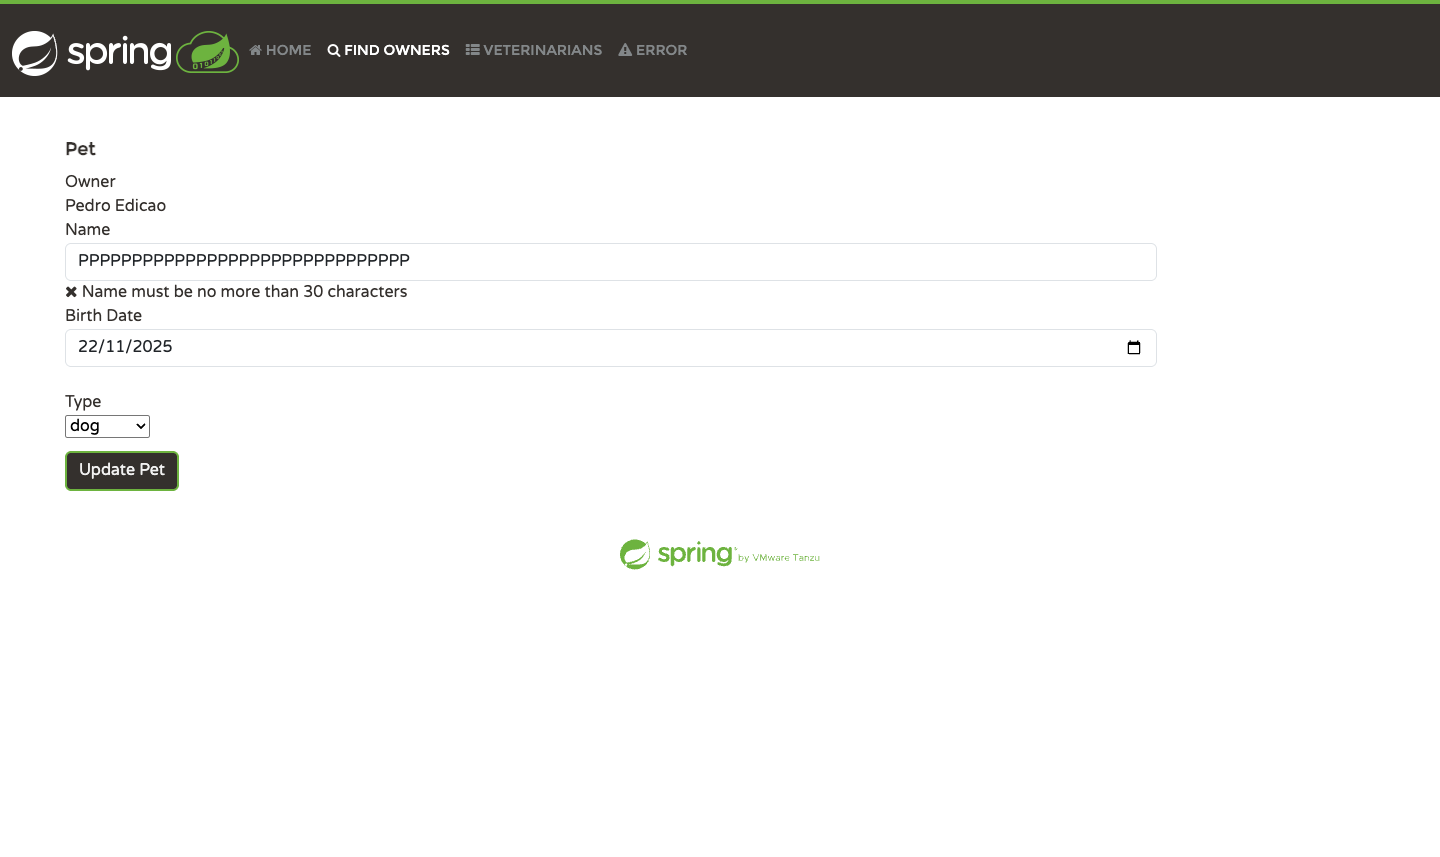 spring
HOME
FIND OWNERS
VETERINARIANS
ERROR
Pet
Owner
Pedro Edicao
Name
PPPPPPPPPPPPPPPPPPPPPPPPPPPPPPP
Name must be no more than 30 characters
Birth Date
22/11/2025
Type
dog
Update Pet
spring by VMware Tanzu